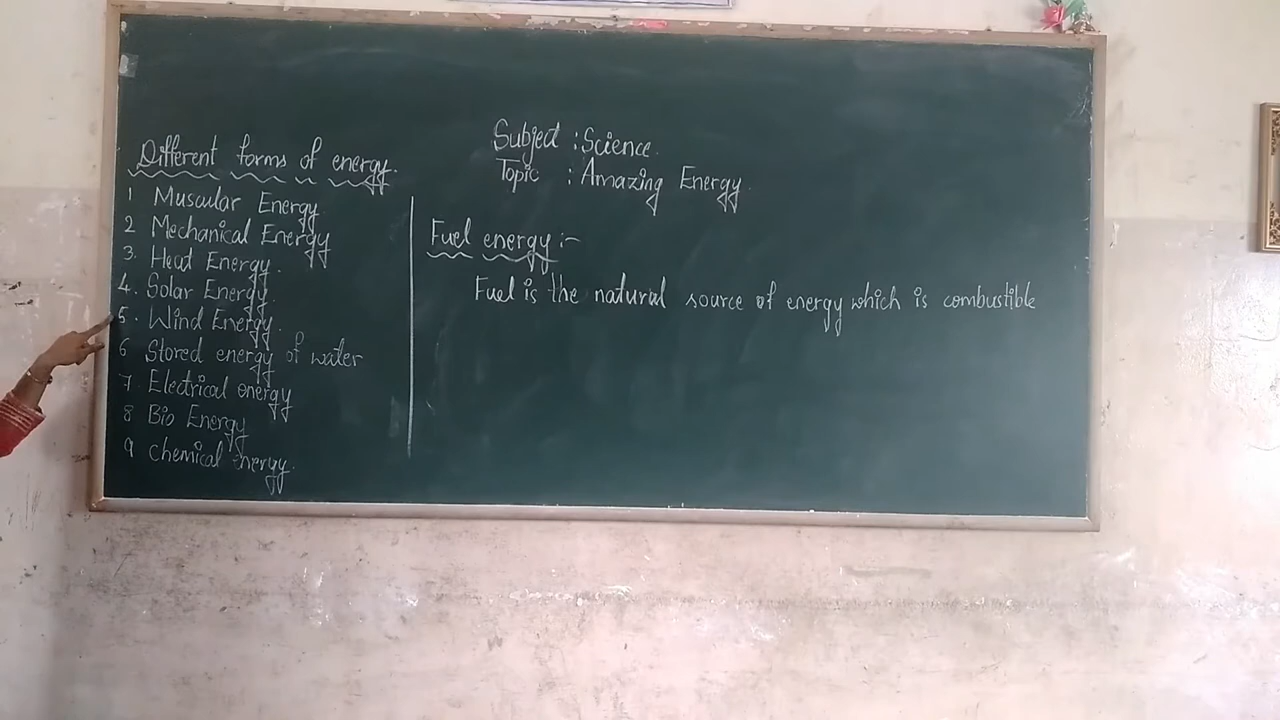 Subject : Science.
Topic : Amazing Energy.
Different forms of energy.
1 Muscular Energy
2 Mechanical Energy
3. Heat Energy.
4. Solar Energy.
5. Wind Energy.
6 Stored energy of water
7. Electrical energy
8 Bio Energy
9 chemical energy.
Fuel energy :-
Fuel is the natural source of energy which is combustible